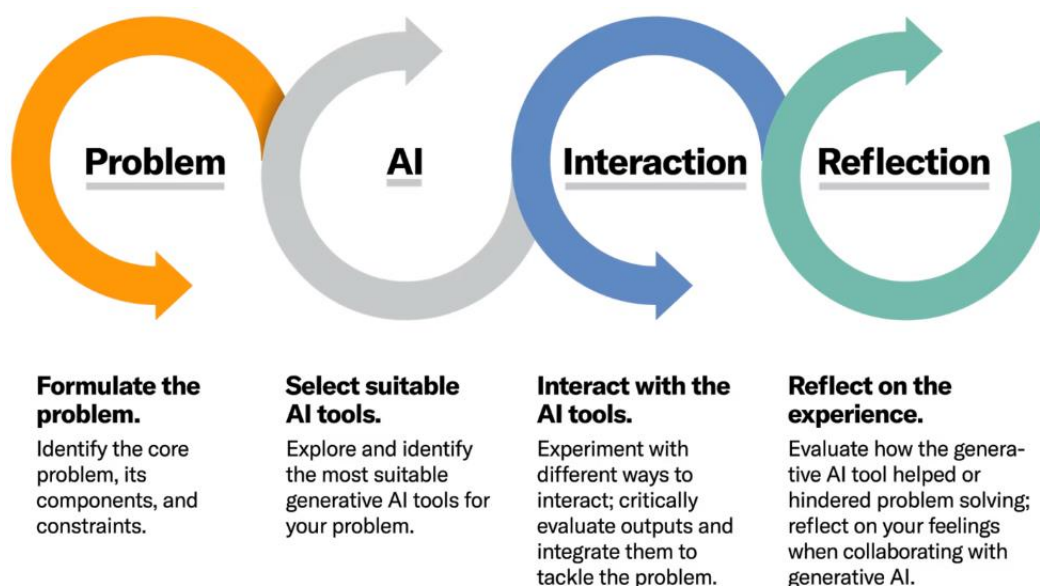 Problem
AI
Interaction
Reflection
Formulate the
problem.
Identify the core
problem, its
components, and
constraints.
Select suitable
AI tools.
Explore and identify
the most suitable
generative AI tools for
your problem.
Interact with the
AI tools.
Experiment with
different ways to
interact; critically
evaluate outputs and
integrate them to
tackle the problem.
Reflect on the
experience.
Evaluate how the genera-
tive AI tool helped or
hindered problem solving;
reflect on your feelings
when collaborating with
generative AI.